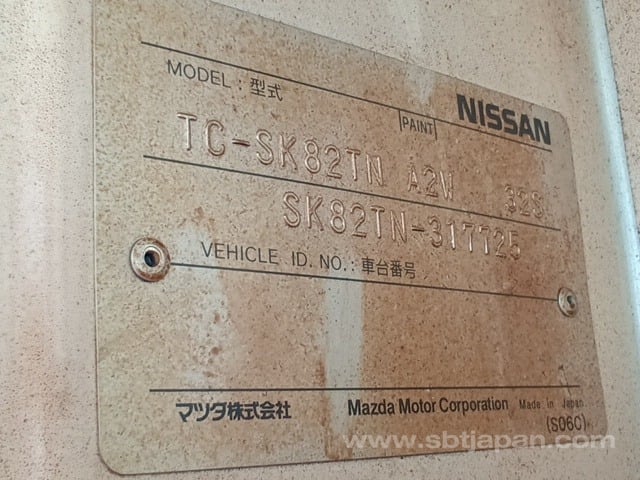 MODEL : 型式
NISSAN
PAINT
TC-SK82TN A2W 32S
SK82TN-317725
VEHICLE ID. NO. : 車台番号
マツダ株式会社 Mazda Motor Corporation Made in Japan.
(S06C)
www.sbtjapan.com